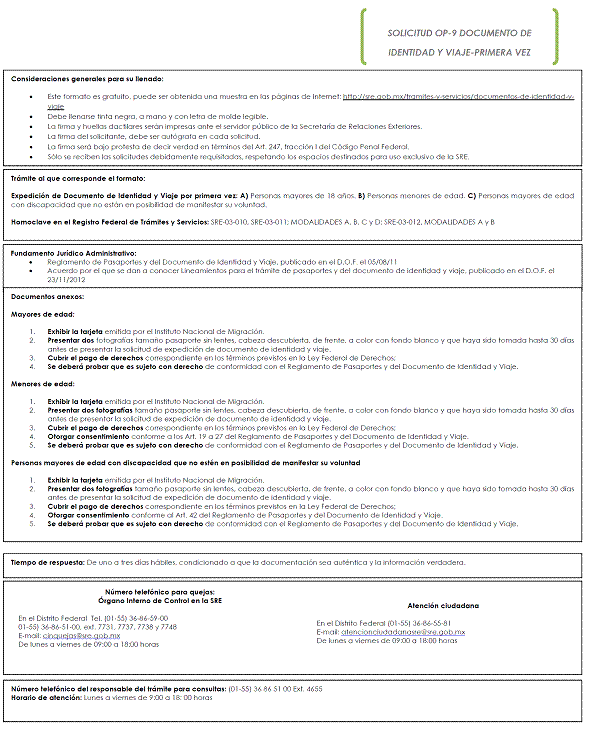 SOLICITUD OP-9 DOCUMENTO DE
IDENTIDAD Y VIAJE-PRIMERA VEZ
Consideraciones generales para su llenado:
• Este formato es gratuito, puede ser obtenida una muestra en las páginas de Internet: http://sre.gob.mx/tramites-y-servicios/documentos-de-identidad-y-
viaje
• Debe llenarse tinta negra, a mano y con letra de molde legible.
• La firma y huellas dactilares serán impresas ante el servidor público de la Secretaría de Relaciones Exteriores.
• La firma del solicitante, debe ser autógrafa en cada solicitud.
• La firma será bajo protesta de decir verdad en términos del Art. 247, fracción I del Código Penal Federal.
• Sólo se reciben las solicitudes debidamente requisitadas, respetando los espacios destinados para uso exclusivo de la SRE.
Trámite al que corresponde el formato:
Expedición de Documento de Identidad y Viaje por primera vez: A) Personas mayores de 18 años. B) Personas menores de edad. C) Personas mayores de edad
con discapacidad que no están en posibilidad de manifestar su voluntad.
Homoclave en el Registro Federal de Trámites y Servicios: SRE-03-010, SRE-03-011; MODALIDADES A, B, C y D; SRE-03-012, MODALIDADES A y B
Fundamento Jurídico Administrativo:
• Reglamento de Pasaportes y del Documento de Identidad y Viaje, publicado en el D.O.F. el 05/08/11
• Acuerdo por el que se dan a conocer Lineamientos para el trámite de pasaportes y del documento de identidad y viaje, publicado en el D.O.F. el
23/11/2012
Documentos anexos:
Mayores de edad:
1. Exhibir la tarjeta emitida por el Instituto Nacional de Migración.
2. Presentar dos fotografías tamaño pasaporte sin lentes, cabeza descubierta, de frente, a color con fondo blanco y que haya sido tomada hasta 30 días
antes de presentar la solicitud de expedición de documento de identidad y viaje.
3. Cubrir el pago de derechos correspondiente en los términos previstos en la Ley Federal de Derechos;
4. Se deberá probar que es sujeto con derecho de conformidad con el Reglamento de Pasaportes y del Documento de Identidad y Viaje.
Menores de edad:
1. Exhibir la tarjeta emitida por el Instituto Nacional de Migración.
2. Presentar dos fotografías tamaño pasaporte sin lentes, cabeza descubierta, de frente, a color con fondo blanco y que haya sido tomada hasta 30 días
antes de presentar la solicitud de expedición de documento de identidad y viaje.
3. Cubrir el pago de derechos correspondiente en los términos previstos en la Ley Federal de Derechos;
4. Otorgar consentimiento conforme a los Art. 19 a 27 del Reglamento de Pasaportes y del Documento de Identidad y Viaje.
5. Se deberá probar que es sujeto con derecho de conformidad con el Reglamento de Pasaportes y del Documento de Identidad y Viaje.
Personas mayores de edad con discapacidad que no estén en posibilidad de manifestar su voluntad
1. Exhibir la tarjeta emitida por el Instituto Nacional de Migración.
2. Presentar dos fotografías tamaño pasaporte sin lentes, cabeza descubierta, de frente, a color con fondo blanco y que haya sido tomada hasta 30 días
antes de presentar la solicitud de expedición de documento de identidad y viaje.
3. Cubrir el pago de derechos correspondiente en los términos previstos en la Ley Federal de Derechos;
4. Otorgar consentimiento conforme al Art. 42 del Reglamento de Pasaportes y del Documento de Identidad y Viaje.
5. Se deberá probar que es sujeto con derecho de conformidad con el Reglamento de Pasaportes y del Documento de Identidad y Viaje.
Tiempo de respuesta: De uno a tres días hábiles, condicionado a que la documentación sea auténtica y la información verdadera.
Número telefónico para quejas:
Órgano Interno de Control en la SRE
En el Distrito Federal Tel. (01-55) 36-86-59-00
01-55) 36-86-51-00, ext. 7731, 7737, 7738 y 7748
E-mail: cinquejas@sre.gob.mx
De lunes a viernes de 09:00 a 18:00 horas
Atención ciudadana
En el Distrito Federal (01-55) 36-86-55-81
E-mail: atencionciudadanasre@sre.gob.mx
De lunes a viernes de 09:00 a 18:00 horas
Número telefónico del responsable del trámite para consultas: (01-55) 36 86 51 00 Ext. 4655
Horario de atención: Lunes a viernes de 9:00 a 18: 00 horas